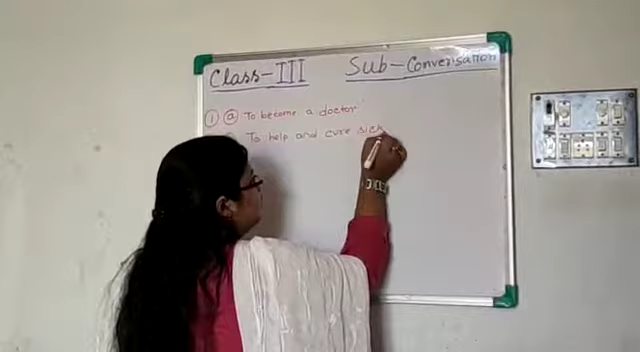 Class-III Sub-Conversation
① ⓐ To become a doctor
To help and cure sick